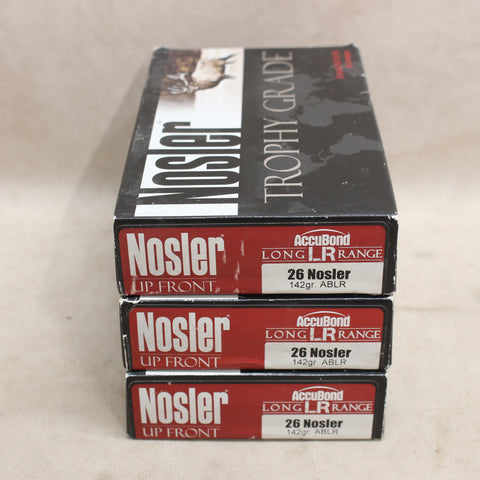 Nosler
TROPHY GRADE
Nosler
UP FRONT
AccuBond
LONG LR RANGE
26 Nosler
142gr. ABLR
Nosler
UP FRONT
AccuBond
LONG LR RANGE
26 Nosler
142gr. ABLR
Nosler
UP FRONT
AccuBond
LONG LR RANGE
26 Nosler
142gr. ABLR